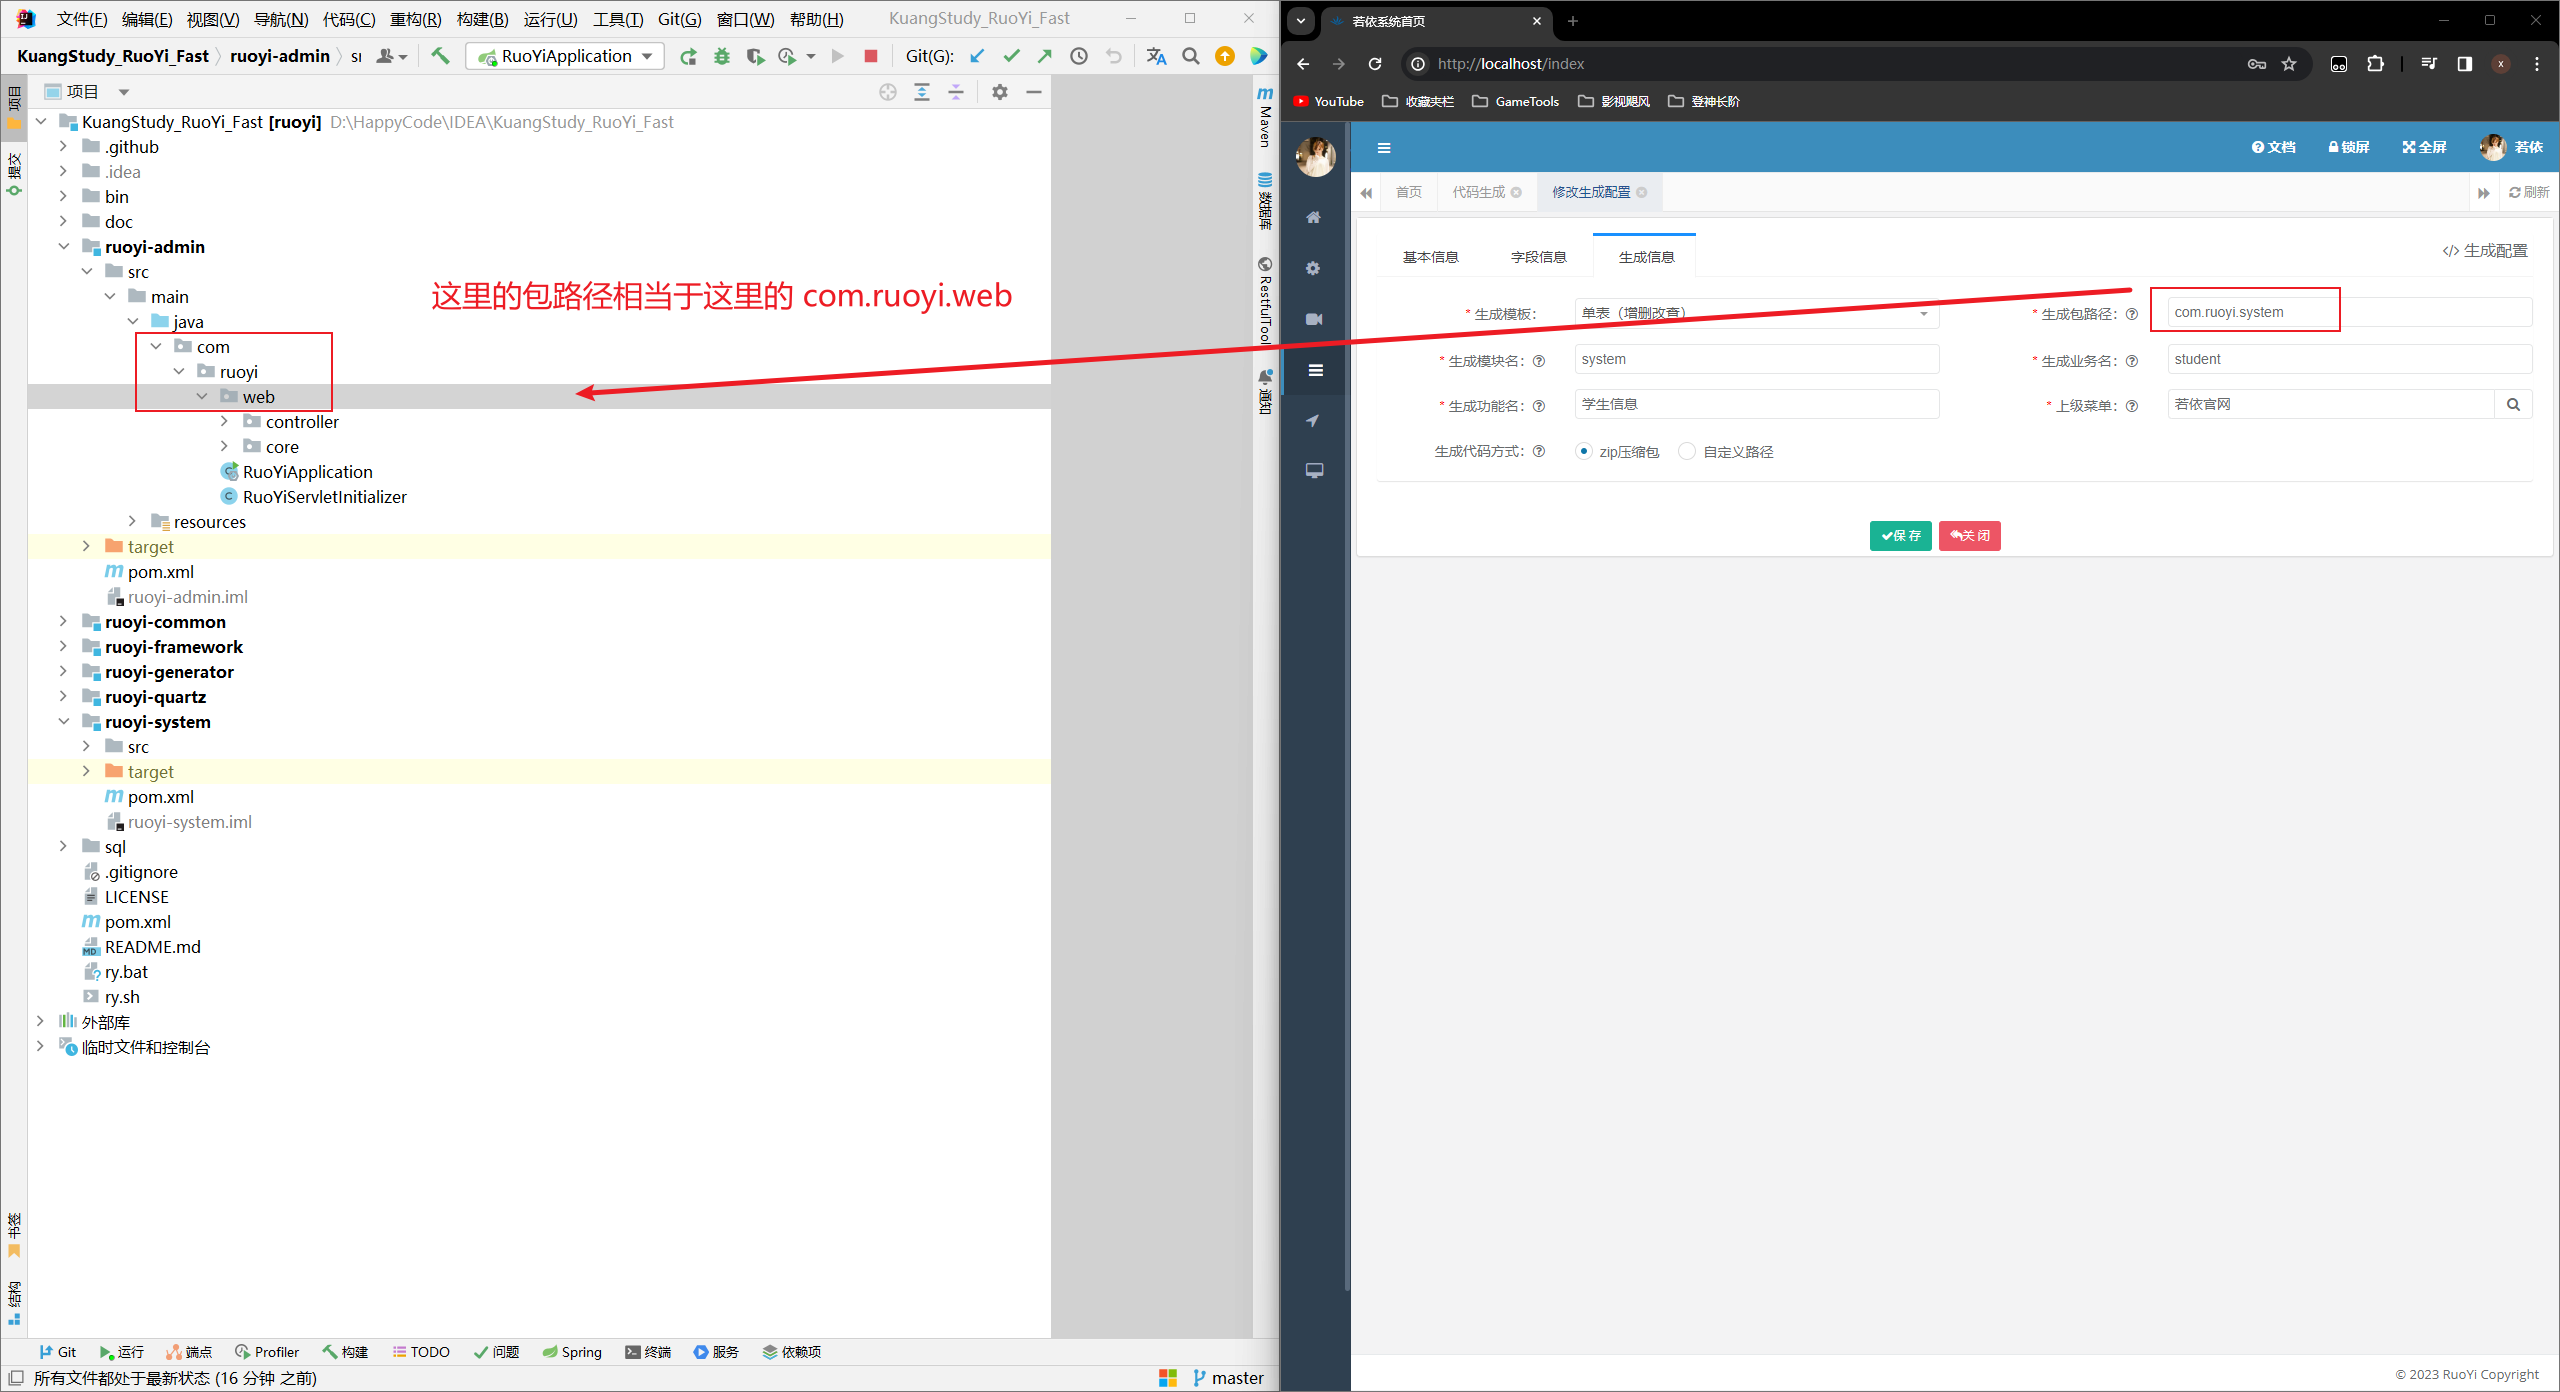 文件(F) 编辑(E) 视图(V) 导航(N) 代码(C) 重构(R) 构建(B) 运行(U) 工具(T) Git(G) 窗口(W) 帮助(H) KuangStudy_RuoYi_Fast
KuangStudy_RuoYi_Fast ruoyi-admin RuoYiApplication Git(G):
项目
提交
书签
结构
项目
KuangStudy_RuoYi_Fast [ruoyi] D:\HappyCode\IDEA\KuangStudy_RuoYi_Fast
.github
.idea
bin
doc
ruoyi-admin
src
main
java
com
ruoyi
web
controller
core
RuoYiApplication
RuoYiServletInitializer
resources
target
pom.xml
ruoyi-admin.iml
ruoyi-common
ruoyi-framework
ruoyi-generator
ruoyi-quartz
ruoyi-system
src
target
pom.xml
ruoyi-system.iml
sql
.gitignore
LICENSE
pom.xml
README.md
ry.bat
ry.sh
外部库
临时文件和控制台
这里的包路径相当于这里的 com.ruoyi.web
Maven
数据库
RestfulTool
通知
Git 运行 端点 Profiler 构建 TODO 问题 Spring 终端 服务 依赖项
所有文件都处于最新状态 (16 分钟 之前) master
若依系统首页
http://localhost/index
YouTube 收藏夹栏 GameTools 影视飓风 登神长阶
文档 锁屏 全屏 若依
首页 代码生成 修改生成配置 刷新
基本信息 字段信息 生成信息 </> 生成配置
* 生成模板: 单表（增删改查） * 生成包路径: com.ruoyi.system
* 生成模块名: system * 生成业务名: student
* 生成功能名: 学生信息 * 上级菜单: 若依官网
生成代码方式: zip压缩包 自定义路径
保 存 关 闭
© 2023 RuoYi Copyright